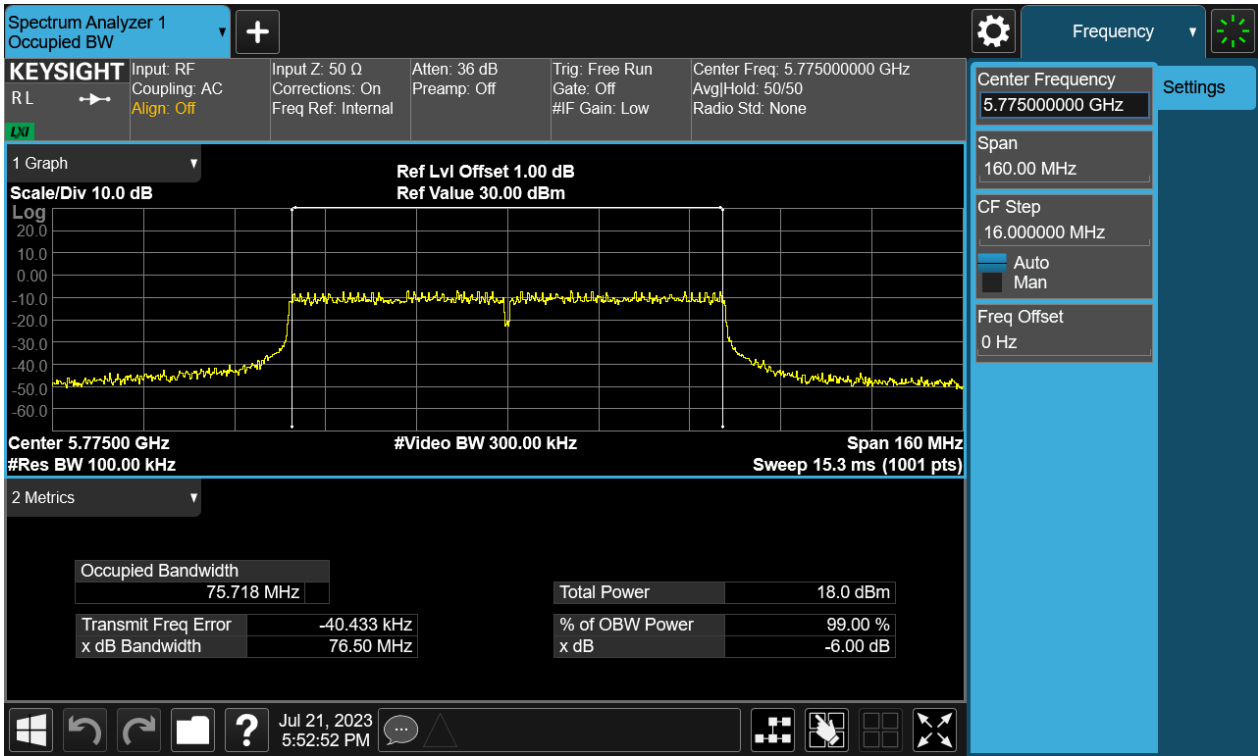 Spectrum Analyzer 1
Occupied BW
+
Frequency
KEYSIGHT
RL
LXI
Input: RF
Coupling: AC
Align: Off
Input Z: 50 Ω
Corrections: On
Freq Ref: Internal
Atten: 36 dB
Preamp: Off
Trig: Free Run
Gate: Off
#IF Gain: Low
Center Freq: 5.775000000 GHz
Avg|Hold: 50/50
Radio Std: None
Center Frequency
5.775000000 GHz
Settings
Span
160.00 MHz
CF Step
16.000000 MHz
Auto
Man
Freq Offset
0 Hz
1 Graph
Ref Lvl Offset 1.00 dB
Scale/Div 10.0 dB
Ref Value 30.00 dBm
Log
20.0
10.0
0.00
-10.0
-20.0
-30.0
-40.0
-50.0
-60.0
Center 5.77500 GHz
#Video BW 300.00 kHz
Span 160 MHz
#Res BW 100.00 kHz
Sweep 15.3 ms (1001 pts)
2 Metrics
Occupied Bandwidth
75.718 MHz
Total Power 18.0 dBm
Transmit Freq Error -40.433 kHz
% of OBW Power 99.00 %
x dB Bandwidth 76.50 MHz
x dB -6.00 dB
?
Jul 21, 2023
5:52:52 PM